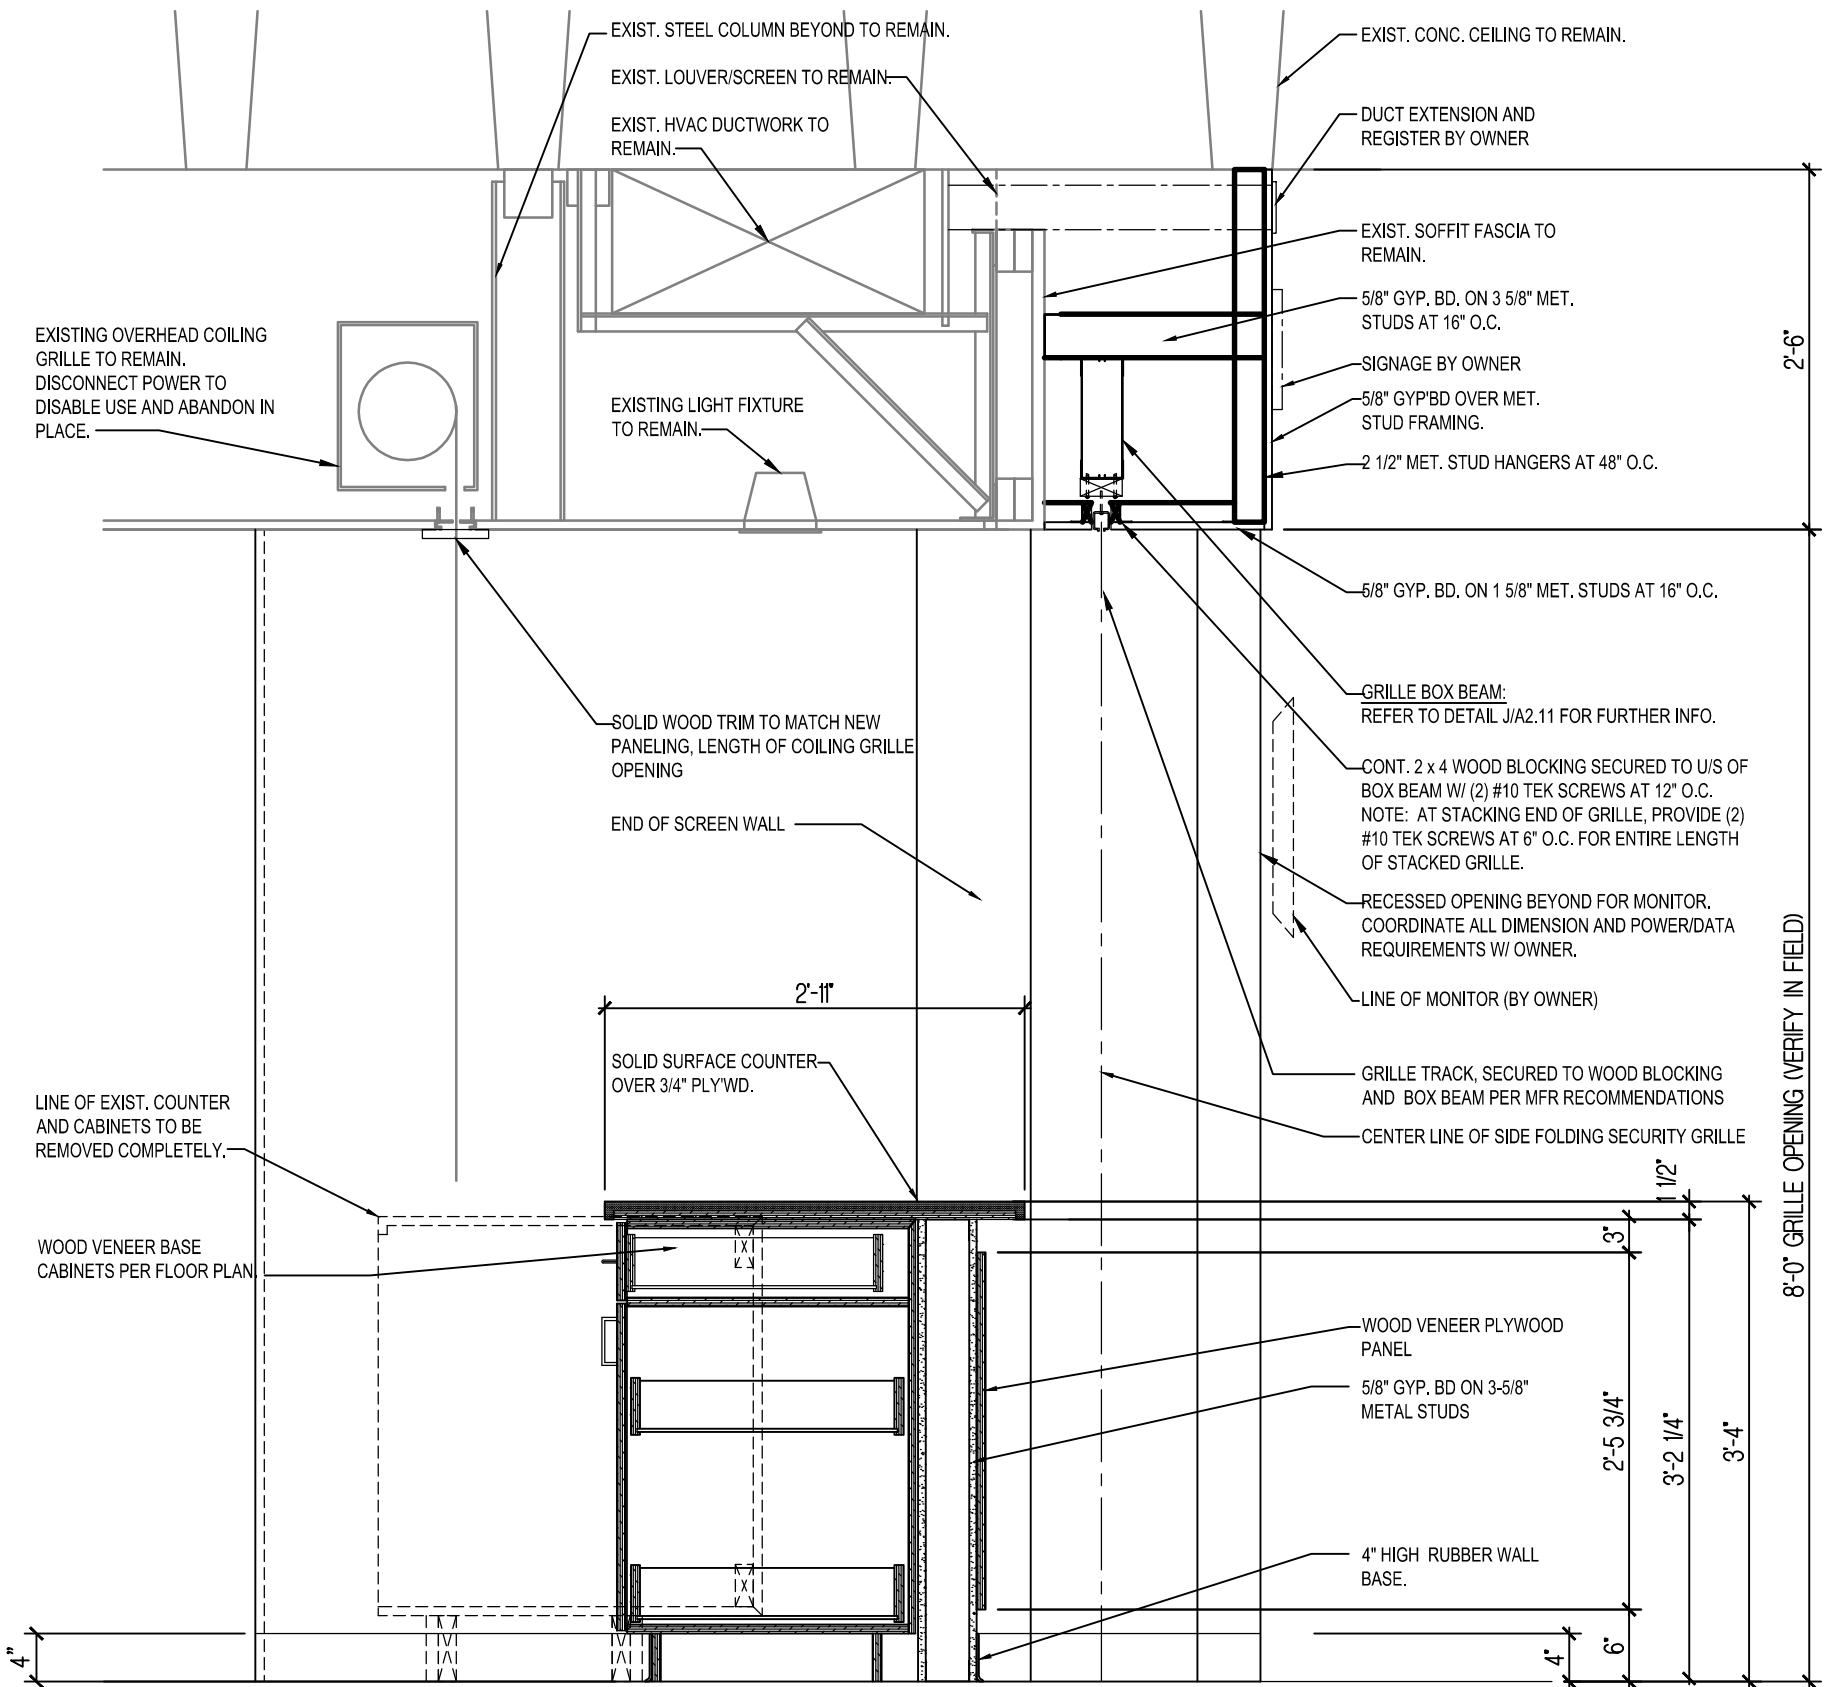 EXIST. STEEL COLUMN BEYOND TO REMAIN.
EXIST. LOUVER/SCREEN TO REMAIN.
EXIST. HVAC DUCTWORK TO
REMAIN.
EXIST. CONC. CEILING TO REMAIN.
DUCT EXTENSION AND
REGISTER BY OWNER
EXIST. SOFFIT FASCIA TO
REMAIN.
5/8" GYP. BD. ON 3 5/8" MET.
STUDS AT 16" O.C.
SIGNAGE BY OWNER
5/8" GYP'BD OVER MET.
STUD FRAMING.
2 1/2" MET. STUD HANGERS AT 48" O.C.
2'-6"
EXISTING OVERHEAD COILING
GRILLE TO REMAIN.
DISCONNECT POWER TO
DISABLE USE AND ABANDON IN
PLACE.
EXISTING LIGHT FIXTURE
TO REMAIN.
5/8" GYP. BD. ON 1 5/8" MET. STUDS AT 16" O.C.
GRILLE BOX BEAM:
REFER TO DETAIL J/A2.11 FOR FURTHER INFO.
SOLID WOOD TRIM TO MATCH NEW
PANELING, LENGTH OF COILING GRILLE
OPENING
CONT. 2 x 4 WOOD BLOCKING SECURED TO U/S OF
BOX BEAM W/ (2) #10 TEK SCREWS AT 12" O.C.
NOTE: AT STACKING END OF GRILLE, PROVIDE (2)
#10 TEK SCREWS AT 6" O.C. FOR ENTIRE LENGTH
OF STACKED GRILLE.
END OF SCREEN WALL
RECESSED OPENING BEYOND FOR MONITOR.
COORDINATE ALL DIMENSION AND POWER/DATA
REQUIREMENTS W/ OWNER.
LINE OF MONITOR (BY OWNER)
2'-11"
SOLID SURFACE COUNTER
OVER 3/4" PLY'WD.
GRILLE TRACK, SECURED TO WOOD BLOCKING
AND BOX BEAM PER MFR RECOMMENDATIONS
CENTER LINE OF SIDE FOLDING SECURITY GRILLE
LINE OF EXIST. COUNTER
AND CABINETS TO BE
REMOVED COMPLETELY.
WOOD VENEER BASE
CABINETS PER FLOOR PLAN.
8'-0" GRILLE OPENING (VERIFY IN FIELD)
1 1/2"
3"
WOOD VENEER PLYWOOD
PANEL
5/8" GYP. BD ON 3-5/8"
METAL STUDS
2'-5 3/4"
3'-2 1/4"
3'-4"
4" HIGH RUBBER WALL
BASE.
4"
4"
6"